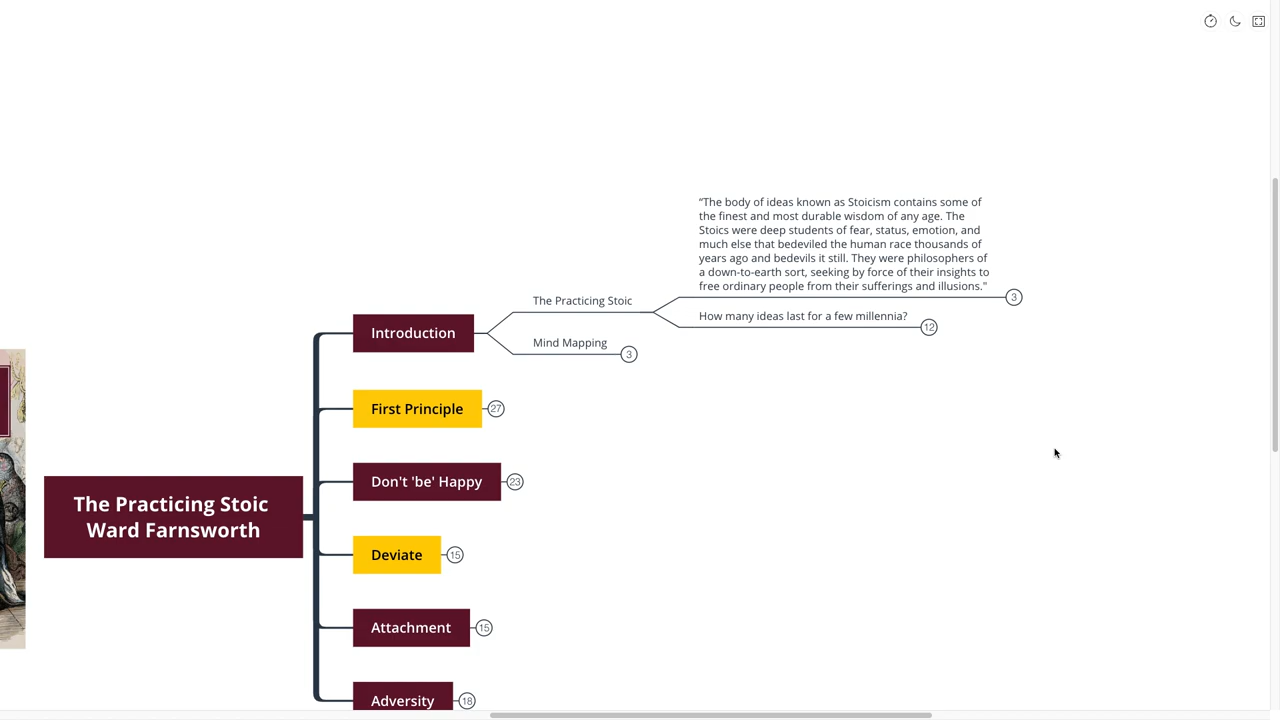 “The body of ideas known as Stoicism contains some of
the finest and most durable wisdom of any age. The
Stoics were deep students of fear, status, emotion, and
much else that bedeviled the human race thousands of
years ago and bedevils it still. They were philosophers of
a down-to-earth sort, seeking by force of their insights to
free ordinary people from their sufferings and illusions."
3
The Practicing Stoic
How many ideas last for a few millennia?
12
Introduction
Mind Mapping
3
First Principle
27
Don't 'be' Happy
23
The Practicing Stoic
Ward Farnsworth
Deviate
15
Attachment
15
Adversity
18